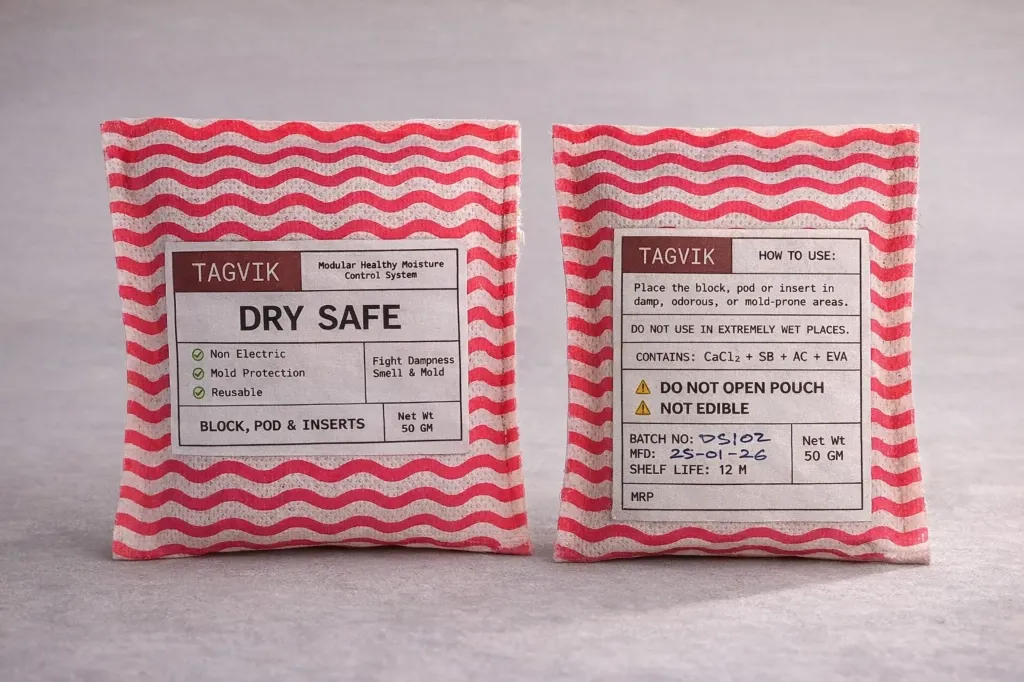 TAGVIK
Modular Healthy Moisture
Control System
DRY SAFE
Non Electric
Mold Protection
Reusable
Fight Dampness
Smell & Mold
BLOCK, POD & INSERTS
Net Wt
50 GM
TAGVIK
HOW TO USE:
Place the block, pod or insert in
damp, odorous, or mold-prone areas.
DO NOT USE IN EXTREMELY WET PLACES.
CONTAINS: CaCl₂ + SB + AC + EVA
DO NOT OPEN POUCH
NOT EDIBLE
BATCH NO: DS102
MFD: 25-01-26
SHELF LIFE: 12 M
Net Wt
50 GM
MRP